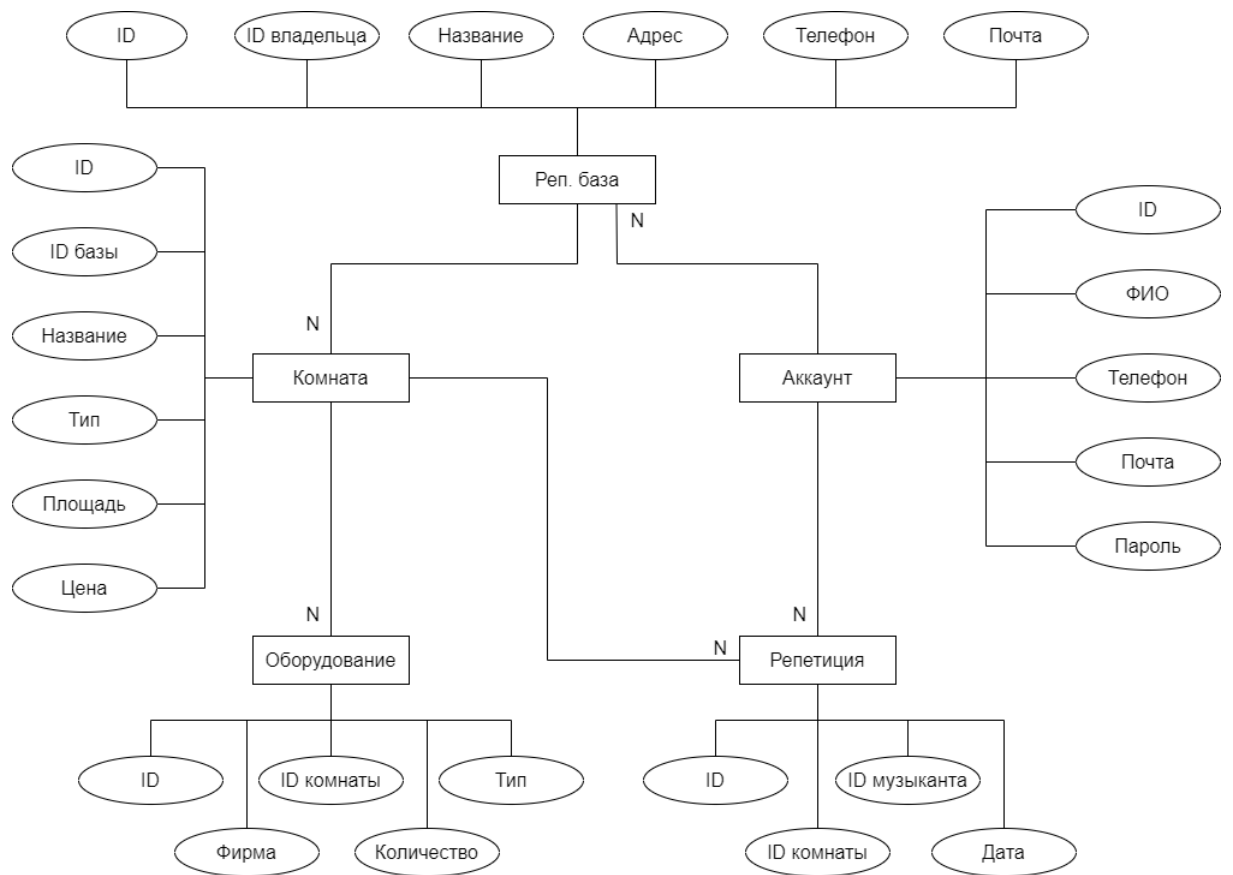 ID
ID владельца
Название
Адрес
Телефон
Почта
Реп. база
N
ID
ID базы
Название
Тип
Площадь
Цена
N
Комната
Аккаунт
ID
ФИО
Телефон
Почта
Пароль
N
N
N
Оборудование
Репетиция
ID
ID комнаты
Тип
Фирма
Количество
ID
ID музыканта
ID комнаты
Дата